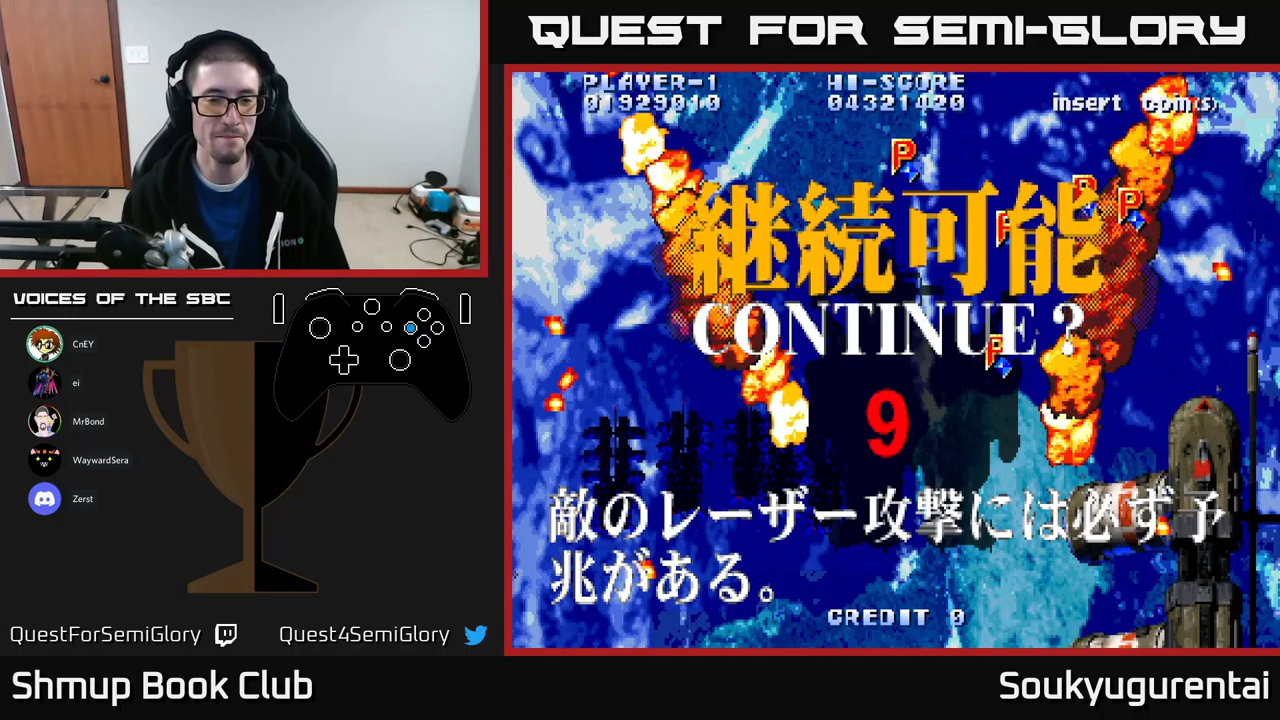 QUEST FOR SEMI-GLORY
PLAYER-1
01929010
HI-SCORE
04321420
insert coin(s)
継続可能
CONTINUE?
9
敵のレーザー攻撃には必ず予
兆がある。
CREDIT 0
VOICES OF THE SBC
CnEY
ei
MrBond
WaywardSera
Zerst
QuestForSemiGlory
Quest4SemiGlory
Shmup Book Club
Soukyugurentai